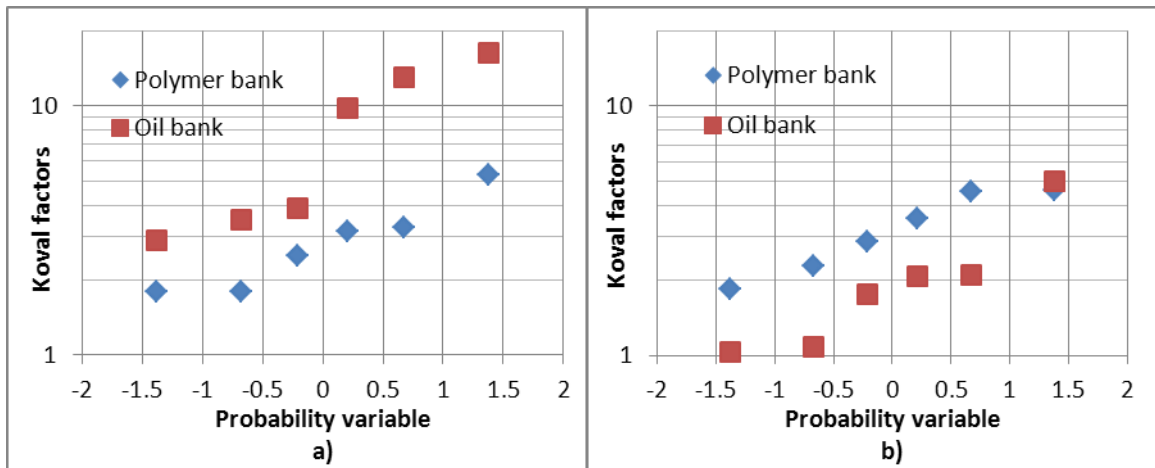 Polymer bank
Oil bank
10
1
Koval factors
-2 -1.5 -1 -0.5 0 0.5 1 1.5 2
Probability variable
a)
Polymer bank
Oil bank
10
1
Koval factors
-2 -1.5 -1 -0.5 0 0.5 1 1.5 2
Probability variable
b)